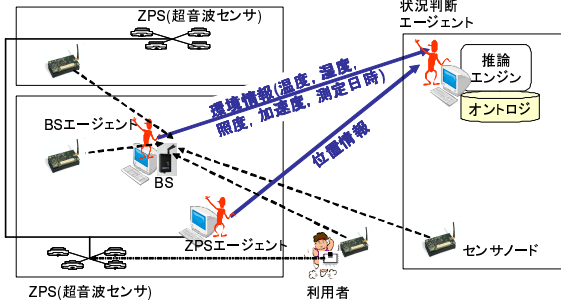 ZPS(超音波センサ)
状況判断
エージェント
推論
エンジン
オントロジ
環境情報(温度, 湿度,
照度, 加速度, 測定日時)
位置情報
BSエージェント
BS
ZPSエージェント
センサノード
ZPS(超音波センサ)
利用者